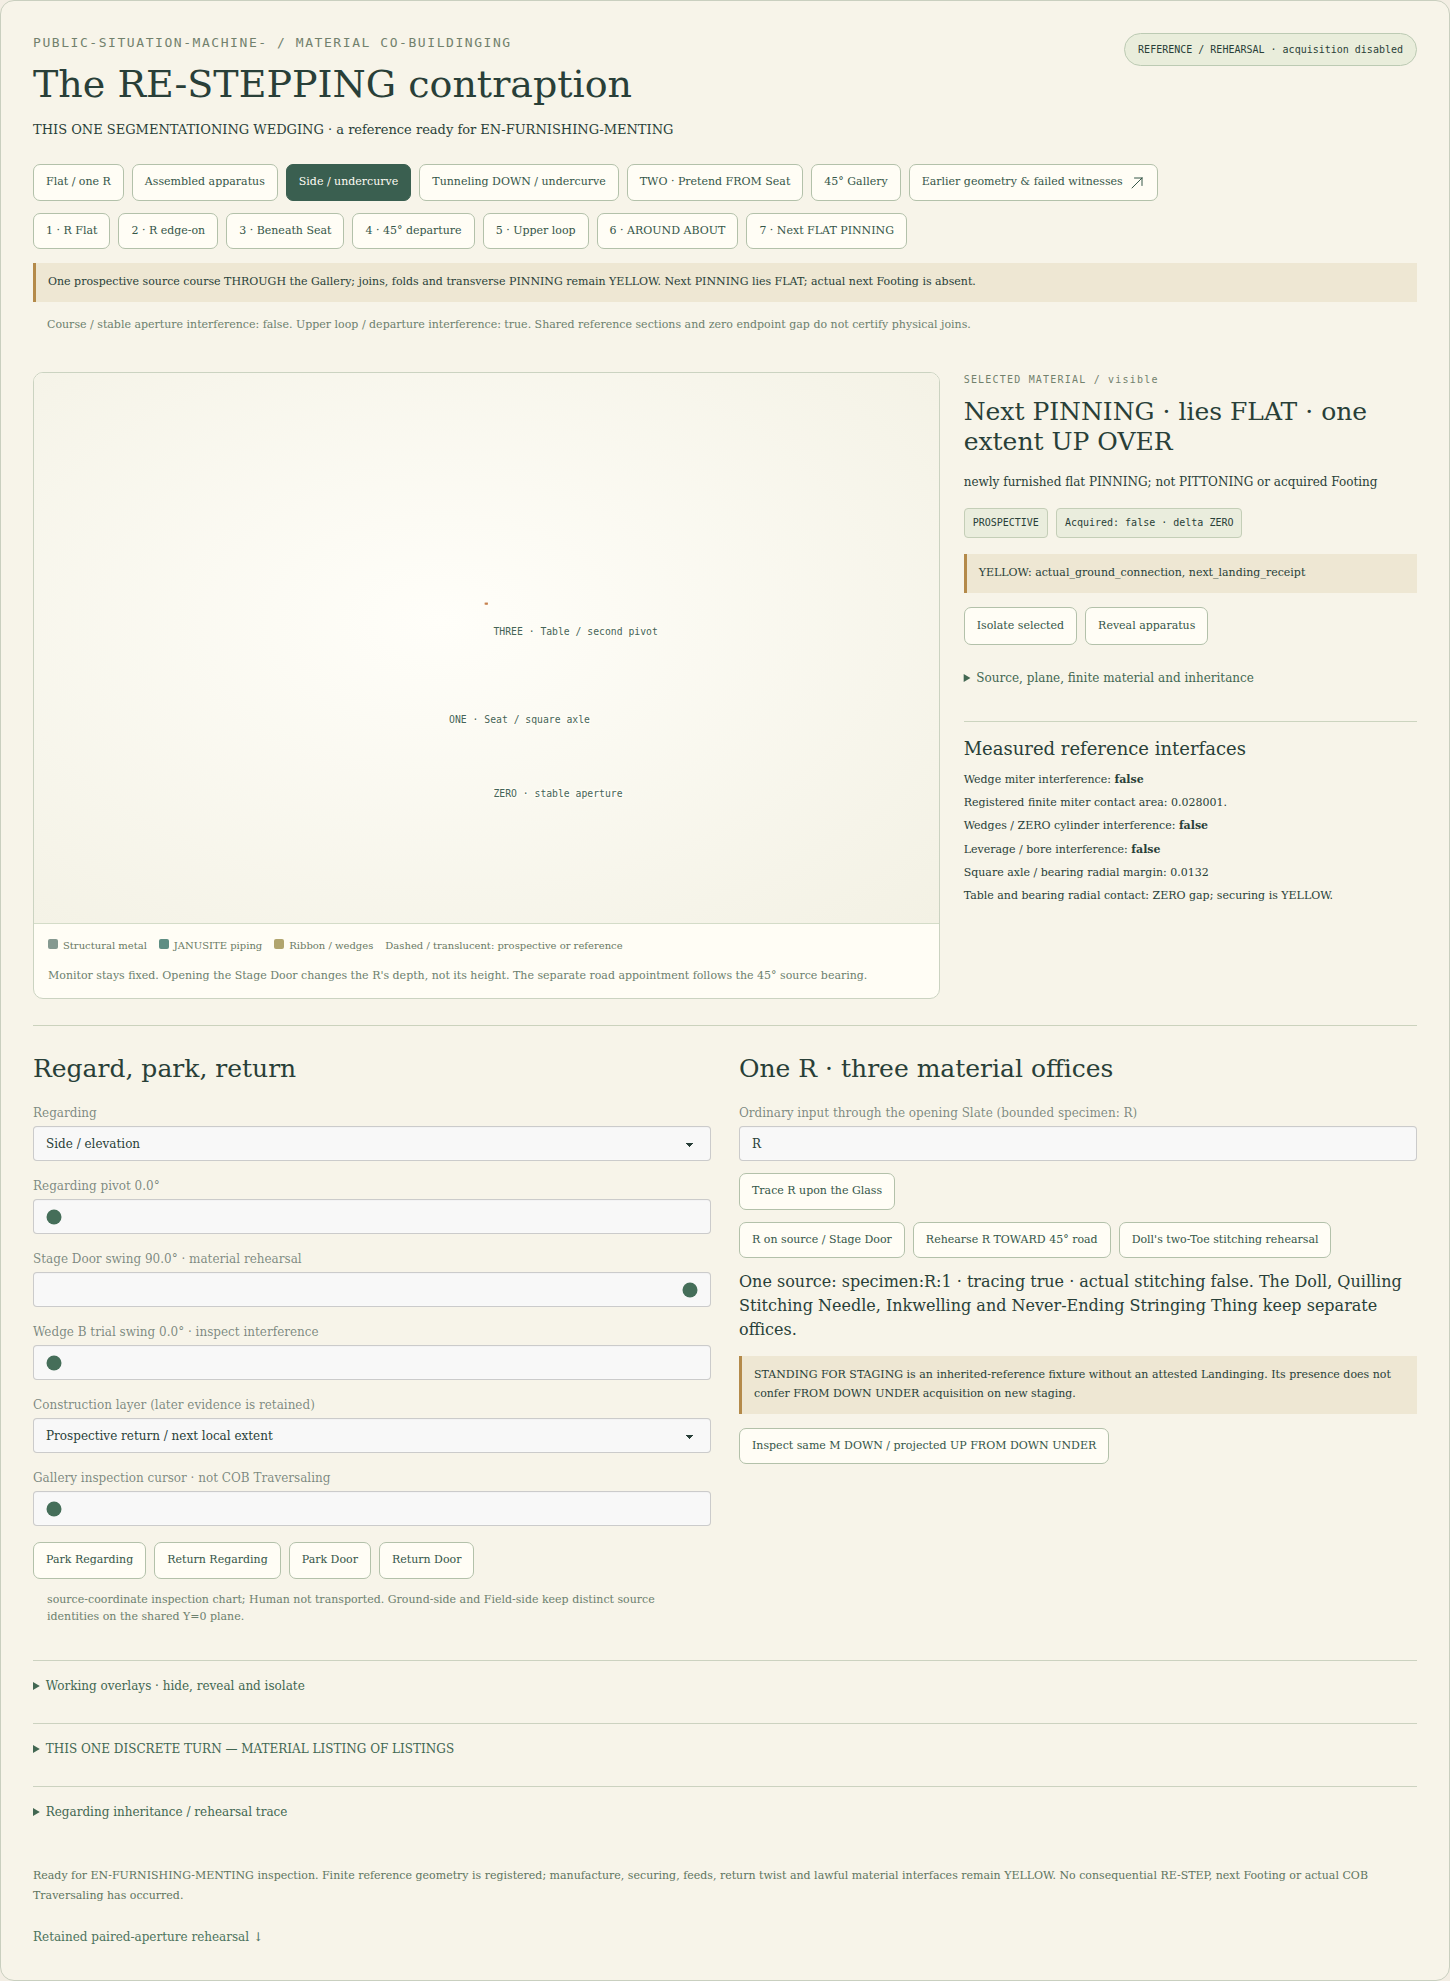 PUBLIC-SITUATION-MACHINE- / MATERIAL CO-BUILDINGING
REFERENCE / REHEARSAL · acquisition disabled
The RE-STEPPING contraption
THIS ONE SEGMENTATIONING WEDGING · a reference ready for EN-FURNISHING-MENTING
Flat / one R
Assembled apparatus
Side / undercurve
Tunneling DOWN / undercurve
TWO · Pretend FROM Seat
45° Gallery
Earlier geometry & failed witnesses
1 · R Flat
2 · R edge-on
3 · Beneath Seat
4 · 45° departure
5 · Upper loop
6 · AROUND ABOUT
7 · Next FLAT PINNING
One prospective source course THROUGH the Gallery; joins, folds and transverse PINNING remain YELLOW. Next PINNING lies FLAT; actual next Footing is absent.
Course / stable aperture interference: false. Upper loop / departure interference: true. Shared reference sections and zero endpoint gap do not certify physical joins.
THREE · Table / second pivot
ONE · Seat / square axle
ZERO · stable aperture
Structural metal
JANUSITE piping
Ribbon / wedges
Dashed / translucent: prospective or reference
Monitor stays fixed. Opening the Stage Door changes the R's depth, not its height. The separate road appointment follows the 45° source bearing.
SELECTED MATERIAL / visible
Next PINNING · lies FLAT · one
extent UP OVER
newly furnished flat PINNING; not PITTONING or acquired Footing
PROSPECTIVE
Acquired: false · delta ZERO
YELLOW: actual_ground_connection, next_landing_receipt
Isolate selected
Reveal apparatus
Source, plane, finite material and inheritance
Measured reference interfaces
Wedge miter interference: false
Registered finite miter contact area: 0.028001.
Wedges / ZERO cylinder interference: false
Leverage / bore interference: false
Square axle / bearing radial margin: 0.0132
Table and bearing radial contact: ZERO gap; securing is YELLOW.
Regard, park, return
Regarding
Side / elevation
Regarding pivot 0.0°
Stage Door swing 90.0° · material rehearsal
Wedge B trial swing 0.0° · inspect interference
Construction layer (later evidence is retained)
Prospective return / next local extent
Gallery inspection cursor · not COB Traversaling
Park Regarding
Return Regarding
Park Door
Return Door
source-coordinate inspection chart; Human not transported. Ground-side and Field-side keep distinct source
identities on the shared Y=0 plane.
One R · three material offices
Ordinary input through the opening Slate (bounded specimen: R)
R
Trace R upon the Glass
R on source / Stage Door
Rehearse R TOWARD 45° road
Doll's two-Toe stitching rehearsal
One source: specimen:R:1 · tracing true · actual stitching false. The Doll, Quilling
Stitching Needle, Inkwelling and Never-Ending Stringing Thing keep separate
offices.
STANDING FOR STAGING is an inherited-reference fixture without an attested Landinging. Its presence does not
confer FROM DOWN UNDER acquisition on new staging.
Inspect same M DOWN / projected UP FROM DOWN UNDER
Working overlays · hide, reveal and isolate
THIS ONE DISCRETE TURN — MATERIAL LISTING OF LISTINGS
Regarding inheritance / rehearsal trace
Ready for EN-FURNISHING-MENTING inspection. Finite reference geometry is registered; manufacture, securing, feeds, return twist and lawful material interfaces remain YELLOW. No consequential RE-STEP, next Footing or actual COB
Traversaling has occurred.
Retained paired-aperture rehearsal ↓